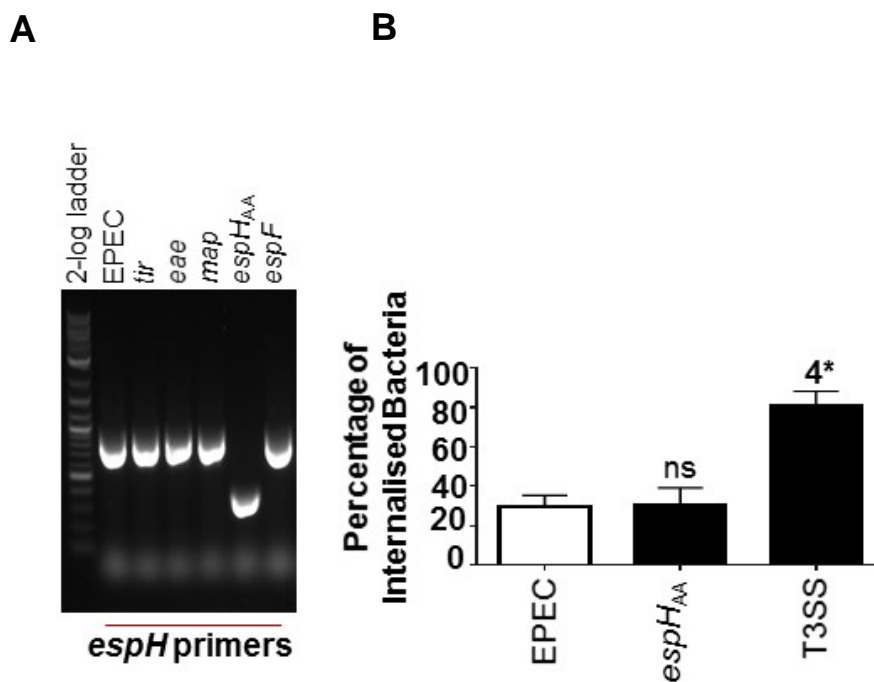 A
B
2-log ladder
EPEC
tir
eae
map
espH_AA
espF
espH primers
Percentage of
Internalised Bacteria
100
80
60
40
20
0
ns
4*
EPEC
espH_AA
T3SS